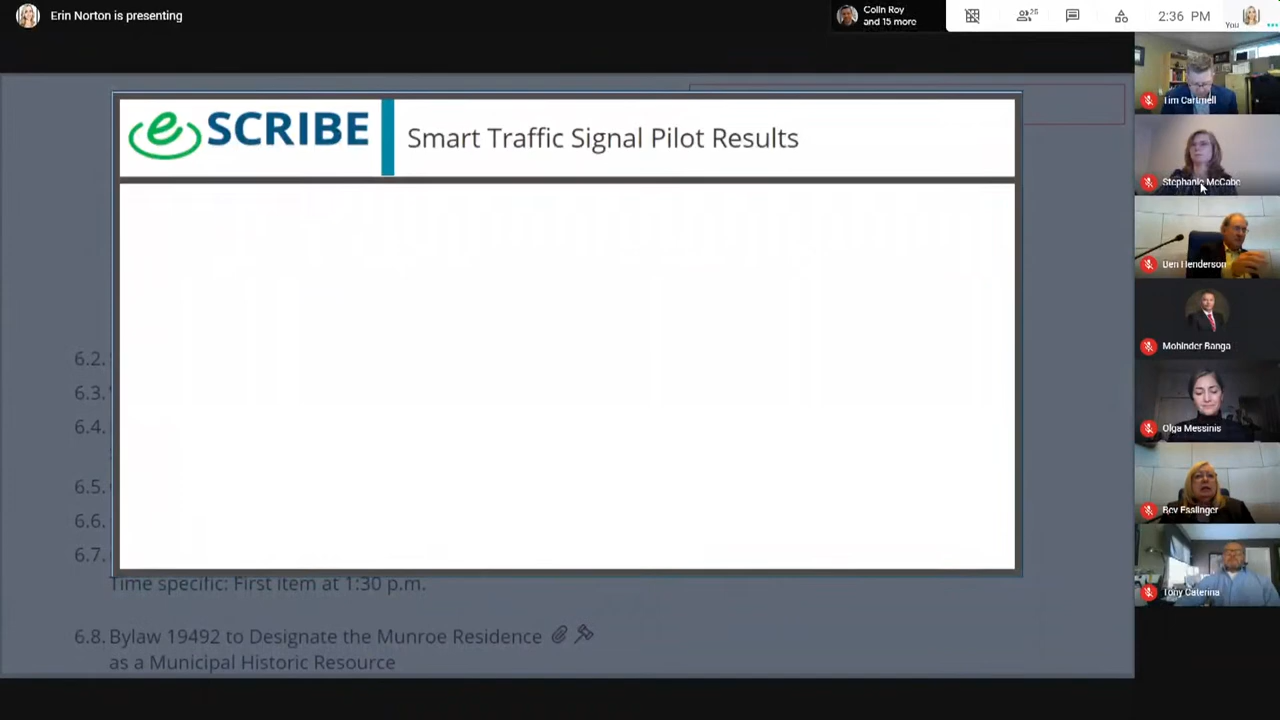 Erin Norton is presenting
Colin Roy
and 15 more
25
2:36 PM
You
eSCRIBE
Smart Traffic Signal Pilot Results
Tim Cartmell
Stephanie McCabe
Ben Henderson
Mohinder Banga
Olga Messinis
Bev Esslinger
Tony Caterina
6.2.
6.3.
6.4.
6.5.
6.6.
6.7.
Time specific: First item at 1:30 p.m.
6.8. Bylaw 19492 to Designate the Munroe Residence
as a Municipal Historic Resource